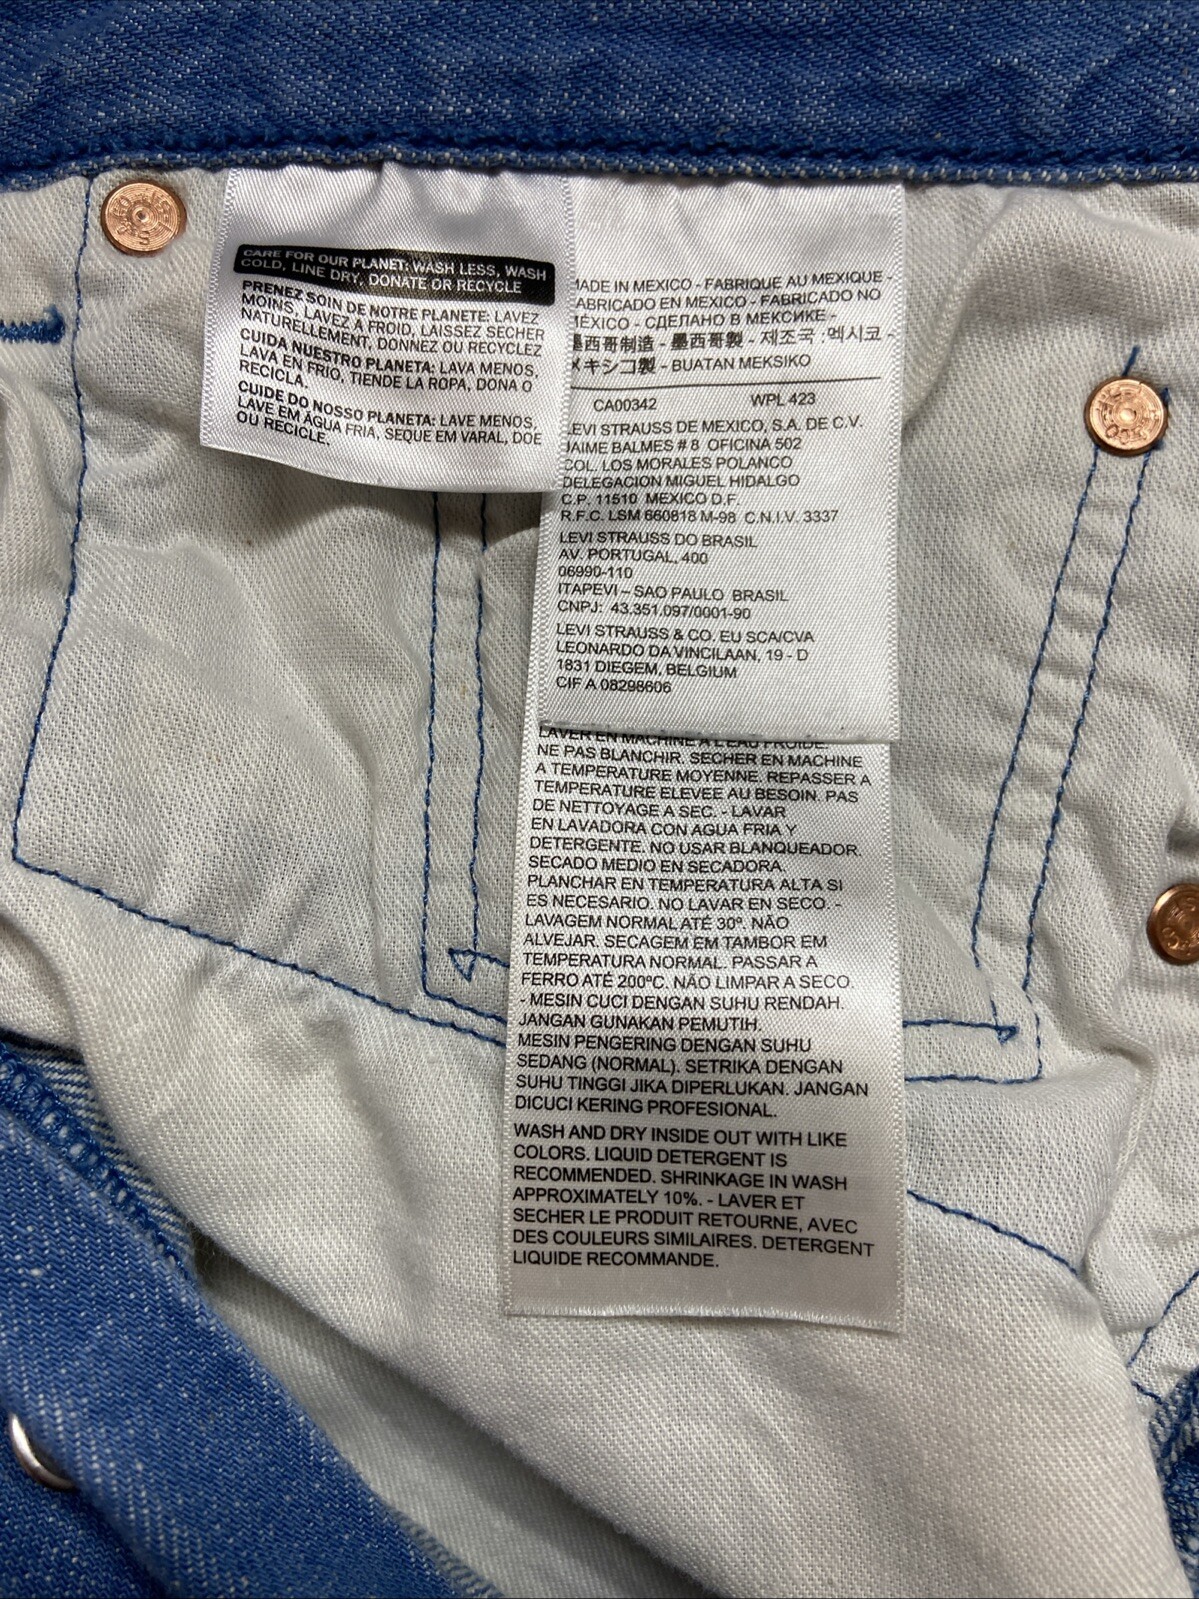 CARE FOR OUR PLANET: WASH LESS, WASH
COLD, LINE DRY, DONATE OR RECYCLE
PRENEZ SOIN DE NOTRE PLANETE: LAVEZ
MOINS, LAVEZ A FROID, LAISSEZ SECHER
NATURELLEMENT, DONNEZ OU RECYCLEZ
CUIDA NUESTRO PLANETA: LAVA MENOS,
LAVA EN FRIO, TIENDE LA ROPA, DONA O
RECICLA.
CUIDE DO NOSSO PLANETA: LAVE MENOS,
LAVE EM ÁGUA FRIA, SEQUE EM VARAL, DOE
OU RECICLE.
MADE IN MEXICO - FABRIQUE AU MEXIQUE -
FABRICADO EN MEXICO - FABRICADO NO
MÉXICO - СДЕЛАНО В МЕКСИКЕ -
墨西哥制造 - 墨西哥製 - 제조국 :멕시코 -
メキシコ製 - BUATAN MEKSIKO
CA00342 WPL 423
LEVI STRAUSS DE MEXICO, S.A. DE C.V.
JAIME BALMES # 8 OFICINA 502
COL. LOS MORALES POLANCO
DELEGACION MIGUEL HIDALGO
C.P. 11510 MEXICO D.F.
R.F.C. LSM 660818 M-98 C.N.I.V. 3337
LEVI STRAUSS DO BRASIL
AV. PORTUGAL, 400
06990-110
ITAPEVI – SAO PAULO BRASIL
CNPJ: 43.351.097/0001-90
LEVI STRAUSS & CO. EU SCA/CVA
LEONARDO DA VINCILAAN, 19 - D
1831 DIEGEM, BELGIUM
CIF A 08298606
LAVER EN MACHINE A L'EAU FROIDE.
NE PAS BLANCHIR. SECHER EN MACHINE
A TEMPERATURE MOYENNE. REPASSER A
TEMPERATURE ELEVEE AU BESOIN. PAS
DE NETTOYAGE A SEC. - LAVAR
EN LAVADORA CON AGUA FRIA Y
DETERGENTE. NO USAR BLANQUEADOR.
SECADO MEDIO EN SECADORA.
PLANCHAR EN TEMPERATURA ALTA SI
ES NECESARIO. NO LAVAR EN SECO. -
LAVAGEM NORMAL ATÉ 30º. NÃO
ALVEJAR. SECAGEM EM TAMBOR EM
TEMPERATURA NORMAL. PASSAR A
FERRO ATÉ 200ºC. NÃO LIMPAR A SECO.
- MESIN CUCI DENGAN SUHU RENDAH.
JANGAN GUNAKAN PEMUTIH.
MESIN PENGERING DENGAN SUHU
SEDANG (NORMAL). SETRIKA DENGAN
SUHU TINGGI JIKA DIPERLUKAN. JANGAN
DICUCI KERING PROFESIONAL.
WASH AND DRY INSIDE OUT WITH LIKE
COLORS. LIQUID DETERGENT IS
RECOMMENDED. SHRINKAGE IN WASH
APPROXIMATELY 10%. - LAVER ET
SECHER LE PRODUIT RETOURNE, AVEC
DES COULEURS SIMILAIRES. DETERGENT
LIQUIDE RECOMMANDE.